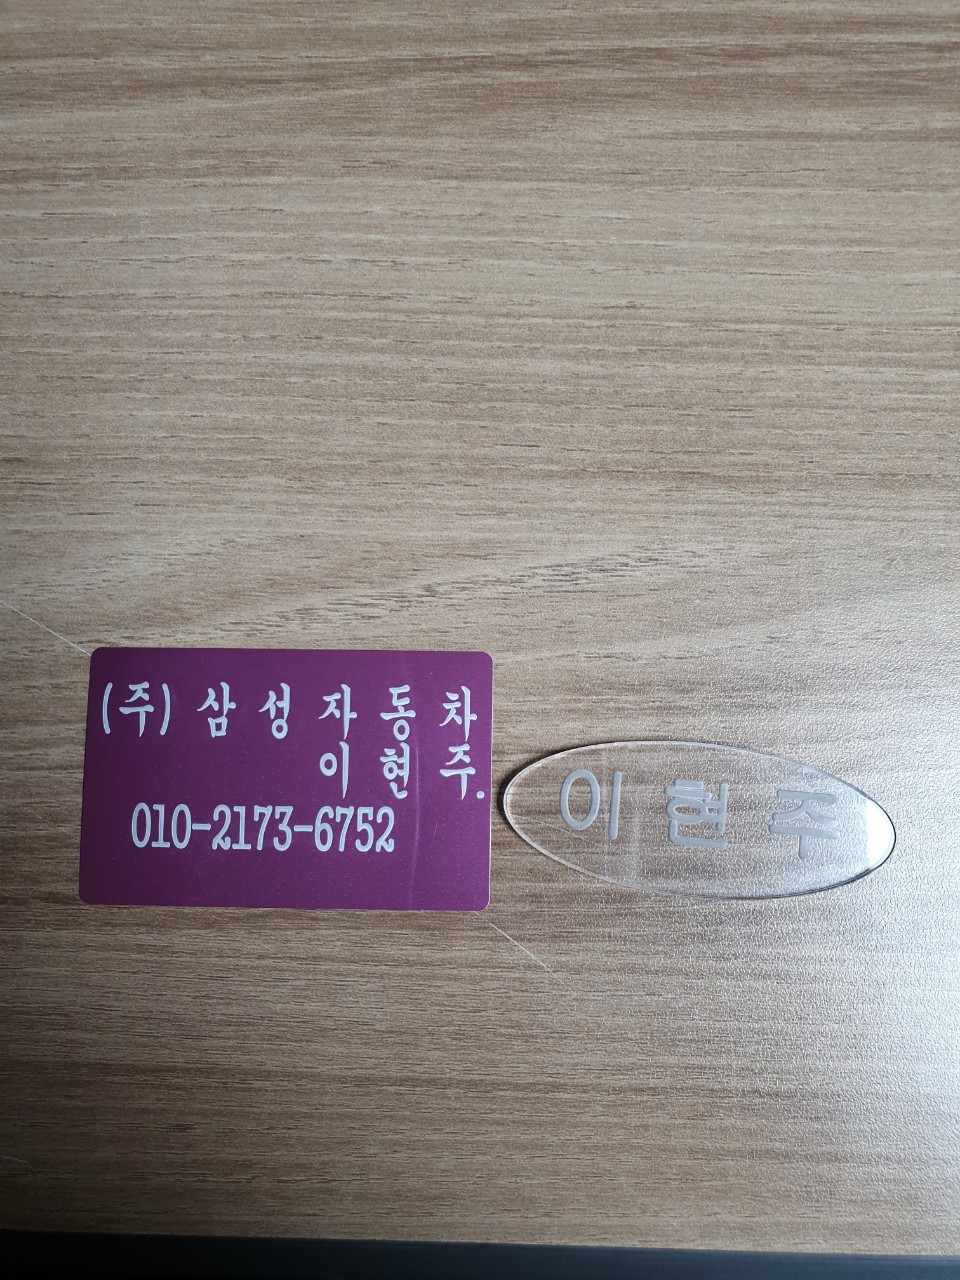 (주) 삼 성 자 동 차
이 현 주.
010-2173-6752
이 현 주